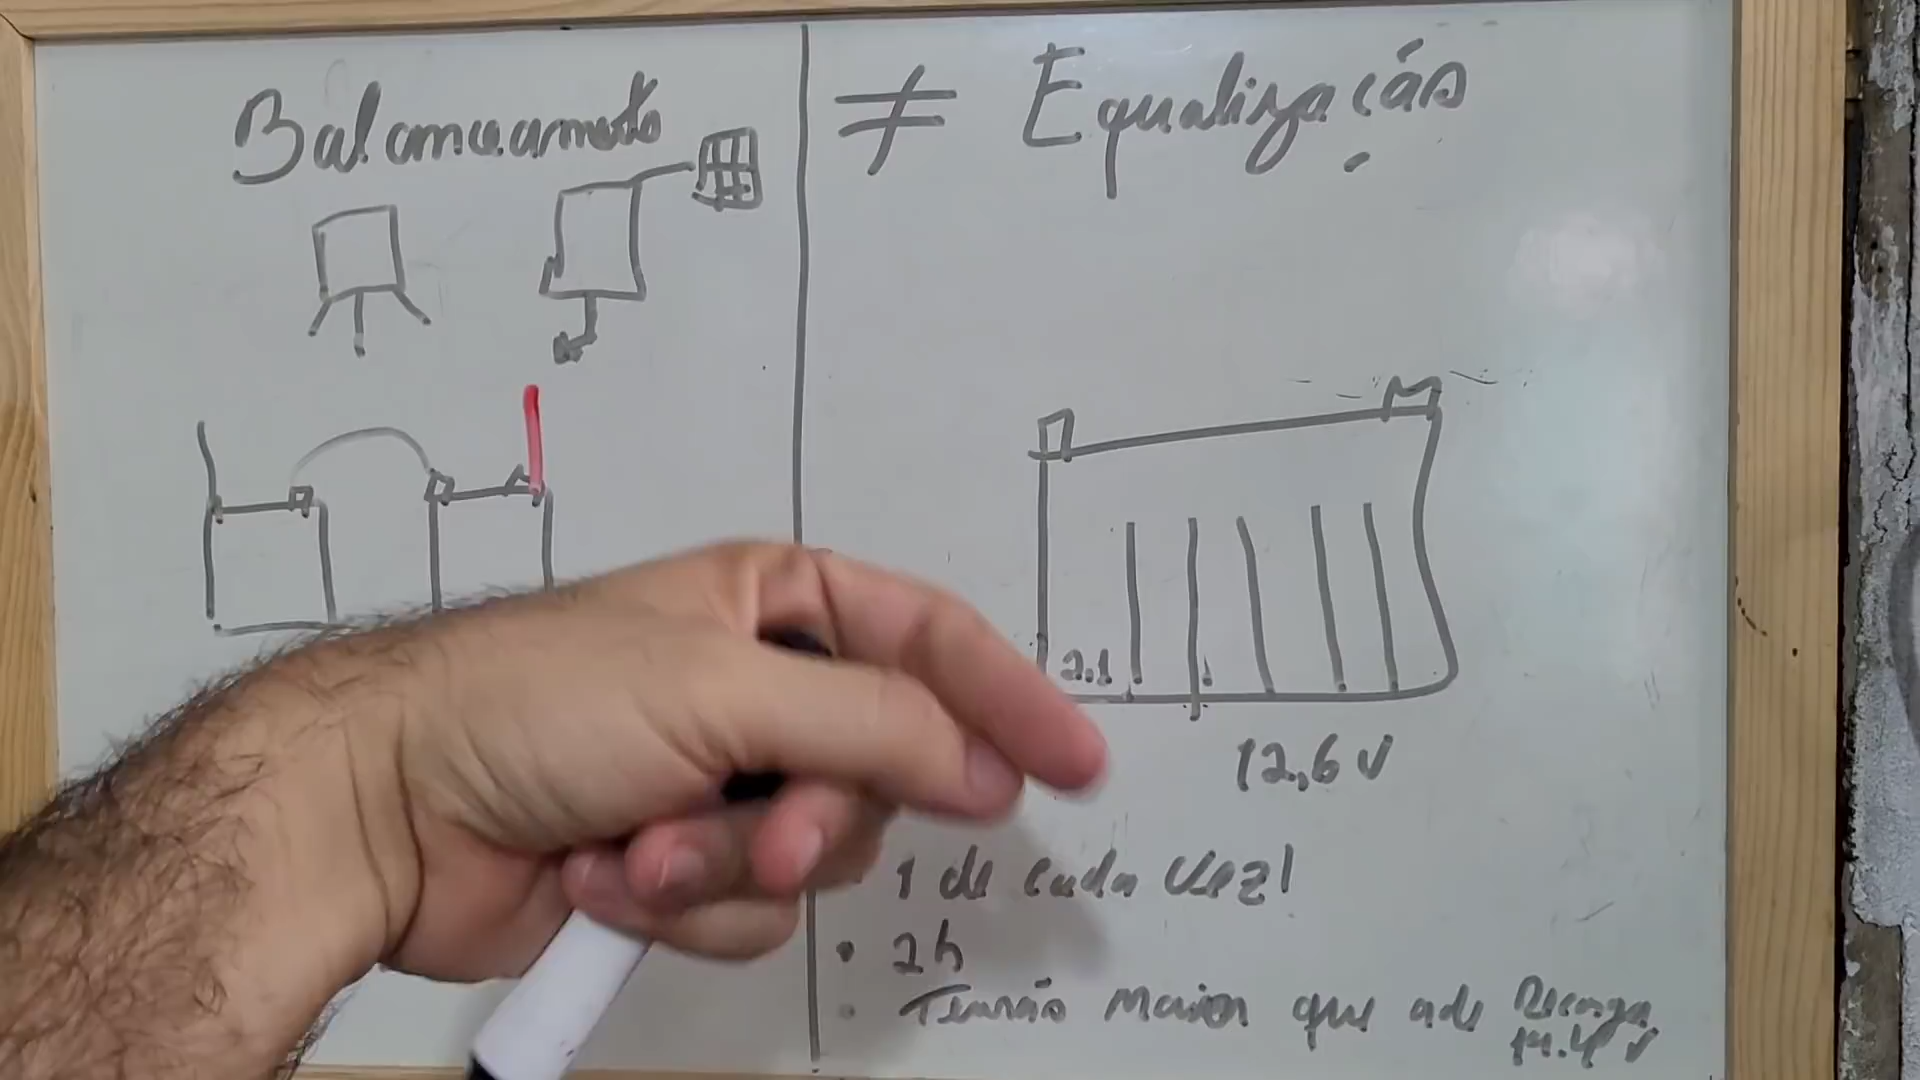 Balanceamento
≠ Equalização
2.1
12,6 V
1 de cada vez!
• 2h
• Tensão maior que a de Recarga
14.4 V